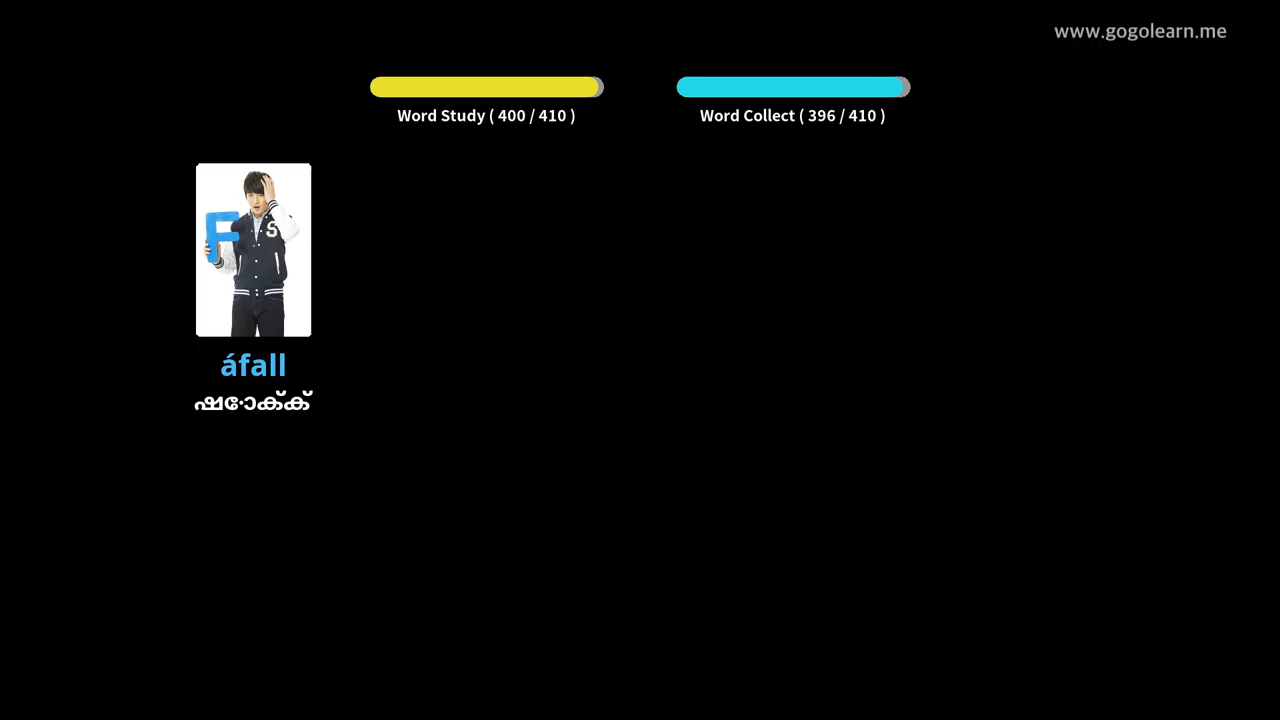 www.gogolearn.me
Word Study ( 400 / 410 )
Word Collect ( 396 / 410 )
F
S
áfall
ഷോക്ക്